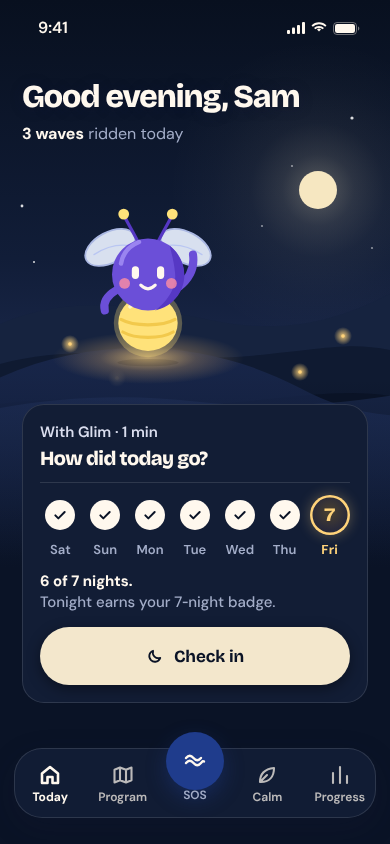 9:41
Good evening, Sam
3 waves ridden today
With Glim · 1 min
How did today go?
7
Sat Sun Mon Tue Wed Thu Fri
6 of 7 nights.
Tonight earns your 7-night badge.
Check in
Today Program SOS Calm Progress